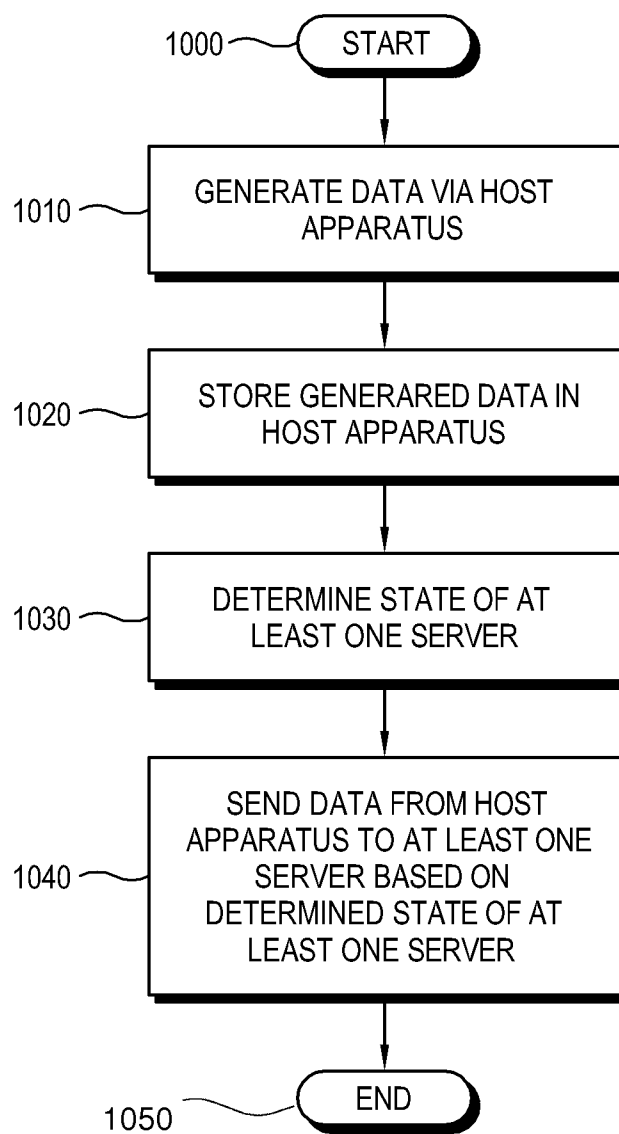 1000
START
1010
GENERATE DATA VIA HOST
APPARATUS
1020
STORE GENERARED DATA IN
HOST APPARATUS
1030
DETERMINE STATE OF AT
LEAST ONE SERVER
1040
SEND DATA FROM HOST
APPARATUS TO AT LEAST ONE
SERVER BASED ON
DETERMINED STATE OF AT
LEAST ONE SERVER
1050
END